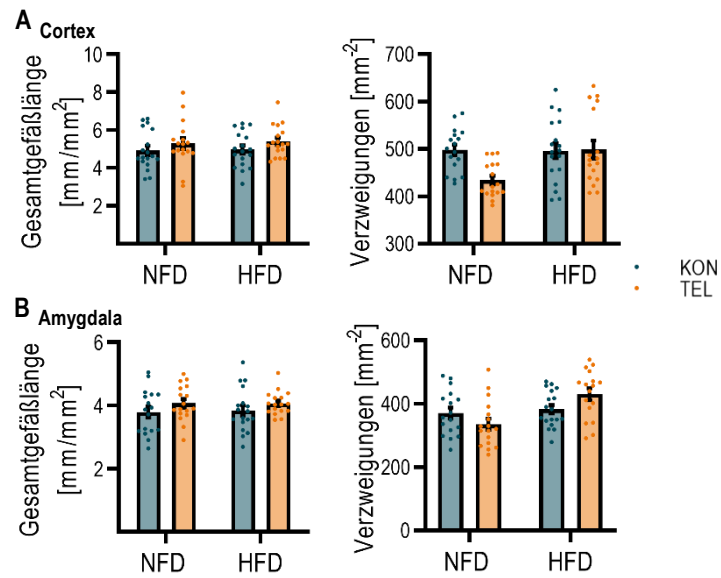 A Cortex
Gesamtgefäßlänge
[mm/mm²]
10
8
6
4
2
NFD HFD
Verzweigungen [mm⁻²]
700
600
500
400
300
NFD HFD
KON
TEL
B Amygdala
Gesamtgefäßlänge
[mm/mm²]
6
4
2
NFD HFD
Verzweigungen [mm⁻²]
600
400
200
0
NFD HFD